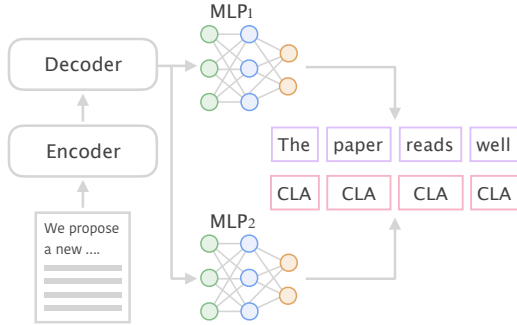 MLP1
Decoder
Encoder
The paper reads well
CLA CLA CLA CLA
We propose
a new ....
MLP2